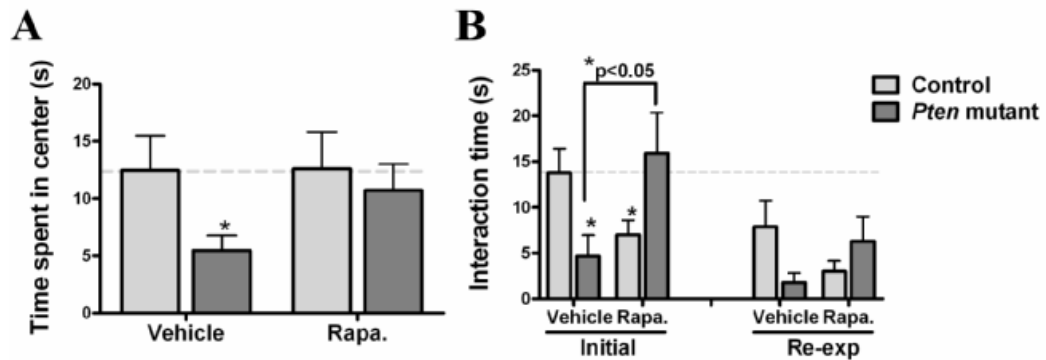 A
Time spent in center (s)
20
15
10
5
0
*
Vehicle
Rapa.
B
Interaction time (s)
25
20
15
10
5
0
*
p<0.05
*
*
Vehicle Rapa.
Initial
Vehicle Rapa.
Re-exp
Control
Pten mutant